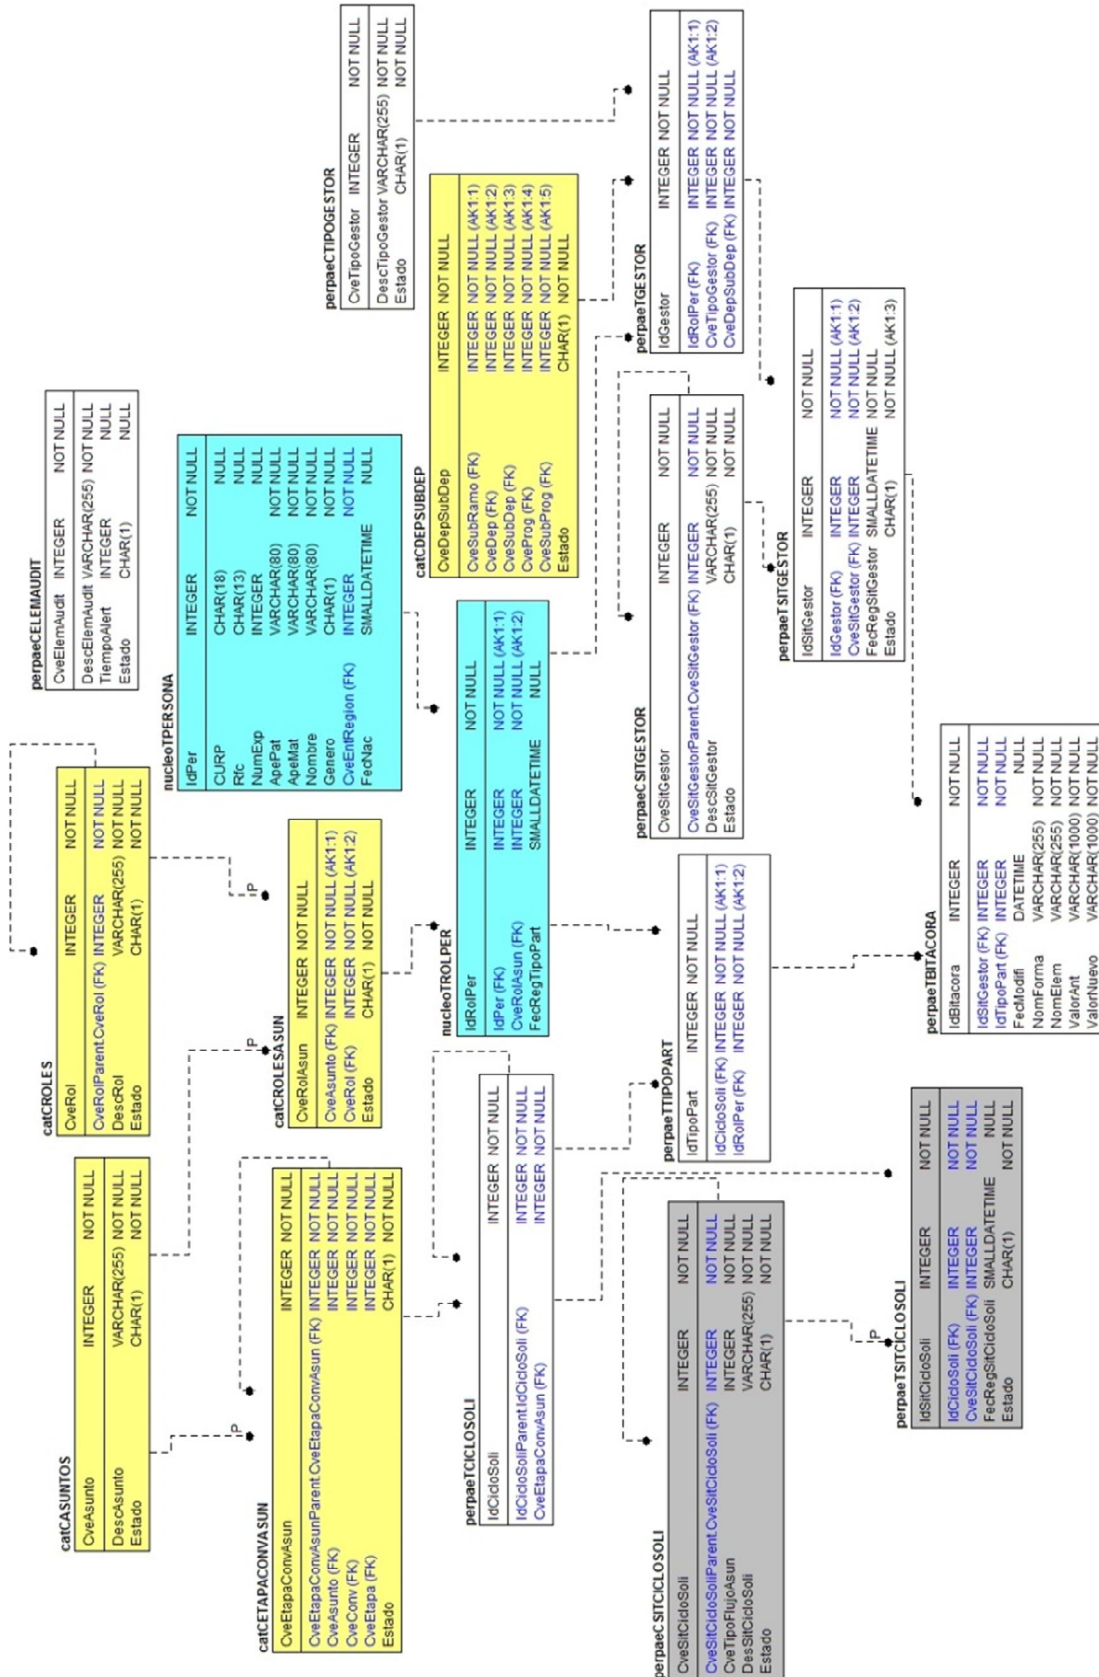 catCASUNTOS
CveAsunto INTEGER NOT NULL
DescAsunto VARCHAR(255) NOT NULL
Estado CHAR(1) NOT NULL
catCROLES
CveRol INTEGER NOT NULL
CveRolParent.CveRol (FK) INTEGER NOT NULL
DescRol VARCHAR(255) NOT NULL
Estado CHAR(1) NOT NULL
perpaeCELEMAUDIT
CveElemAudit INTEGER NOT NULL
DescElemAudit VARCHAR(255) NOT NULL
TiempoAlert INTEGER NULL
Estado CHAR(1) NULL
P
P
P
catCETAPACONVASUN
CveEtapaConvAsun INTEGER NOT NULL
CveEtapaConvAsunParent.CveEtapaConvAsun (FK) INTEGER NOT NULL
CveAsunto (FK) INTEGER NOT NULL
CveConv (FK) INTEGER NOT NULL
CveEtapa (FK) INTEGER NOT NULL
Estado CHAR(1) NOT NULL
catCROLESASUN
CveRolAsun INTEGER NOT NULL
CveAsunto (FK) INTEGER NOT NULL (AK1:1)
CveRol (FK) INTEGER NOT NULL (AK1:2)
Estado CHAR(1) NOT NULL
nucleoTPERSONA
IdPer INTEGER NOT NULL
CURP CHAR(18) NULL
Rfc CHAR(13) NULL
NumExp INTEGER NULL
ApePat VARCHAR(80) NOT NULL
ApeMat VARCHAR(80) NOT NULL
Nombre VARCHAR(80) NOT NULL
Genero CHAR(1) NOT NULL
CveEntRegion (FK) INTEGER NOT NULL
FecNac SMALLDATETIME NULL
perpaeCTIPOGESTOR
CveTipoGestor INTEGER NOT NULL
DescTipoGestor VARCHAR(255) NOT NULL
Estado CHAR(1) NOT NULL
catCDEPSUBDEP
CveDepSubDep INTEGER NOT NULL
CveSubRamo (FK) INTEGER NOT NULL (AK1:1)
CveDep (FK) INTEGER NOT NULL (AK1:2)
CveSubDep (FK) INTEGER NOT NULL (AK1:3)
CveProg (FK) INTEGER NOT NULL (AK1:4)
CveSubProg (FK) INTEGER NOT NULL (AK1:5)
Estado CHAR(1) NOT NULL
perpaeTCICLOSOLI
IdCicloSoli INTEGER NOT NULL
IdCicloSoliParent.IdCicloSoli (FK) INTEGER NOT NULL
CveEtapaConvAsun (FK) INTEGER NOT NULL
nucleoTROLPER
IdRolPer INTEGER NOT NULL
IdPer (FK) INTEGER NOT NULL (AK1:1)
CveRolAsun (FK) INTEGER NOT NULL (AK1:2)
FecRegTipoPart SMALLDATETIME NULL
perpaeCSITCICLOSOLI
CveSitCicloSoli INTEGER NOT NULL
CveSitCicloSoliParent.CveSitCicloSoli (FK) INTEGER NOT NULL
CveTipoFlujoAsun INTEGER NOT NULL
DesSitCicloSoli VARCHAR(255) NOT NULL
Estado CHAR(1) NOT NULL
perpaeTTIPOPART
IdTipoPart INTEGER NOT NULL
IdCicloSoli (FK) INTEGER NOT NULL (AK1:1)
IdRolPer (FK) INTEGER NOT NULL (AK1:2)
perpaeCSITGESTOR
CveSitGestor INTEGER NOT NULL
CveSitGestorParent.CveSitGestor (FK) INTEGER NOT NULL
DescSitGestor VARCHAR(255) NOT NULL
Estado CHAR(1) NOT NULL
perpaeTGESTOR
IdGestor INTEGER NOT NULL
IdRolPer (FK) INTEGER NOT NULL (AK1:1)
CveTipoGestor (FK) INTEGER NOT NULL (AK1:2)
CveDepSubDep (FK) INTEGER NOT NULL
perpaeTSITGESTOR
IdSitGestor INTEGER NOT NULL
IdGestor (FK) INTEGER NOT NULL (AK1:1)
CveSitGestor (FK) INTEGER NOT NULL (AK1:2)
FecRegSitGestor SMALLDATETIME NOT NULL
Estado CHAR(1) NOT NULL (AK1:3)
P
perpaeTSITCICLOSOLI
IdSitCicloSoli INTEGER NOT NULL
IdCicloSoli (FK) INTEGER NOT NULL
CveSitCicloSoli (FK) INTEGER NOT NULL
FecRegSitCicloSoli SMALLDATETIME NULL
Estado CHAR(1) NOT NULL
perpaeTBITACORA
IdBitacora INTEGER NOT NULL
IdSitGestor (FK) INTEGER NOT NULL
IdTipoPart (FK) INTEGER NOT NULL
FecModifi DATETIME NULL
NomForma VARCHAR(255) NOT NULL
NomElem VARCHAR(255) NOT NULL
ValorAnt VARCHAR(1000) NOT NULL
ValorNuevo VARCHAR(1000) NOT NULL